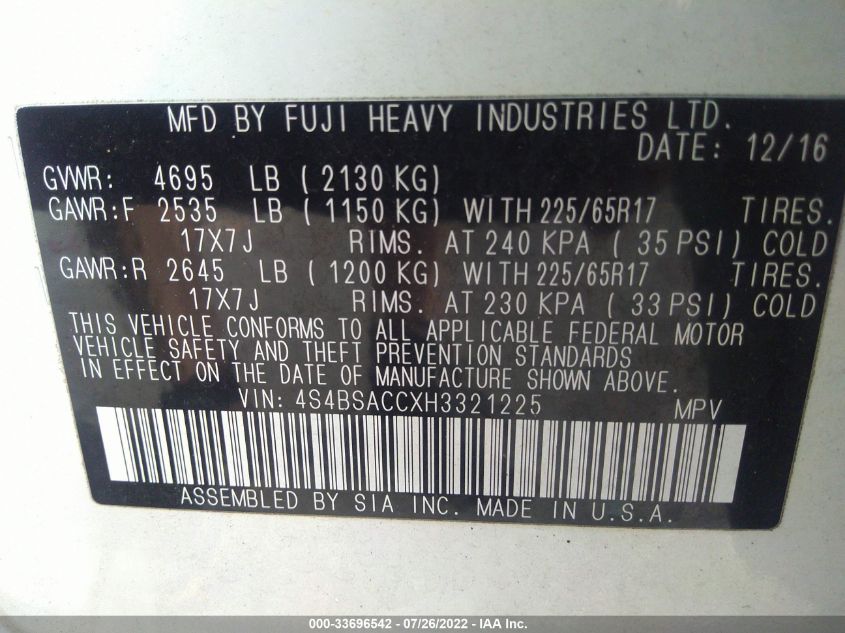 MFD BY FUJI HEAVY INDUSTRIES LTD.
DATE: 12/16
GVWR: 4695 LB ( 2130 KG)
GAWR:F 2535 LB ( 1150 KG) WITH 225/65R17 TIRES.
17X7J RIMS. AT 240 KPA ( 35 PSI) COLD
GAWR:R 2645 LB ( 1200 KG) WITH 225/65R17 TIRES.
17X7J RIMS. AT 230 KPA ( 33 PSI) COLD
THIS VEHICLE CONFORMS TO ALL APPLICABLE FEDERAL MOTOR
VEHICLE SAFETY AND THEFT PREVENTION STANDARDS
IN EFFECT ON THE DATE OF MANUFACTURE SHOWN ABOVE.
VIN: 4S4BSACCXH3321225 MPV
ASSEMBLED BY SIA INC. MADE IN U.S.A.
000-33696542 - 07/26/2022 - IAA Inc.